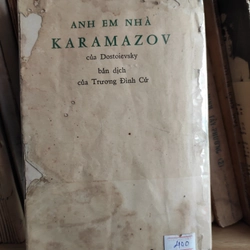 ANH EM NHÀ
KARAMAZOV
của Dostoievsky
bản dịch
của Trương Đình Cử